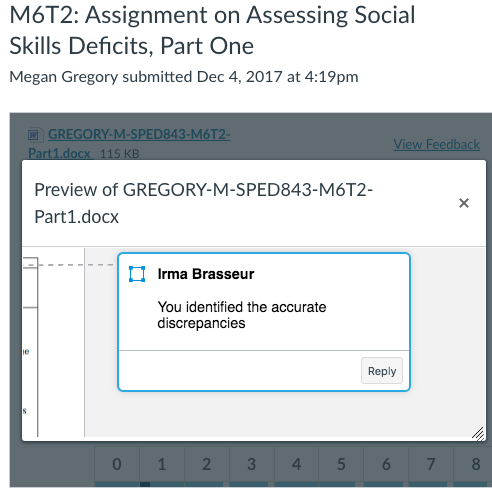 M6T2: Assignment on Assessing Social
Skills Deficits, Part One
Megan Gregory submitted Dec 4, 2017 at 4:19pm
GREGORY-M-SPED843-M6T2-
Part1.docx 115 KB
View Feedback
Preview of GREGORY-M-SPED843-M6T2-
Part1.docx
×
Irma Brasseur
You identified the accurate
discrepancies
Reply
0 1 2 3 4 5 6 7 8